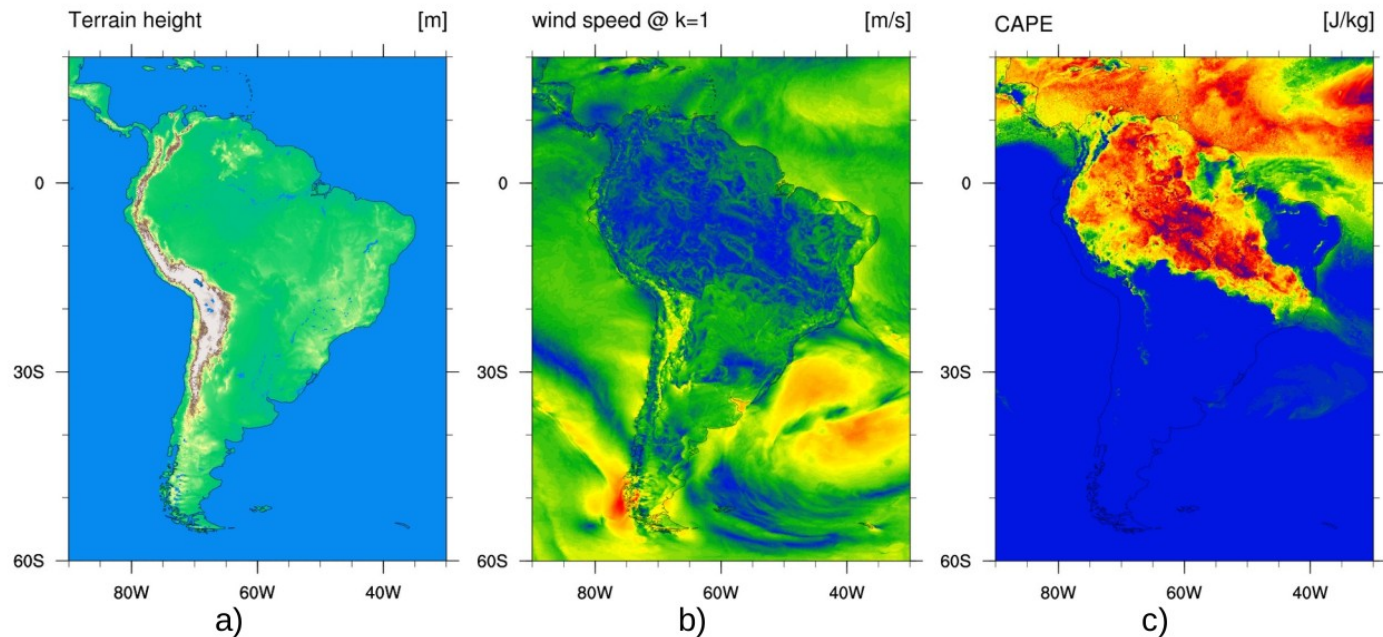 Terrain height [m]
wind speed @ k=1 [m/s]
CAPE [J/kg]
0
30S
60S
80W 60W 40W
0
30S
60S
80W 60W 40W
0
30S
60S
80W 60W 40W
a) b) c)